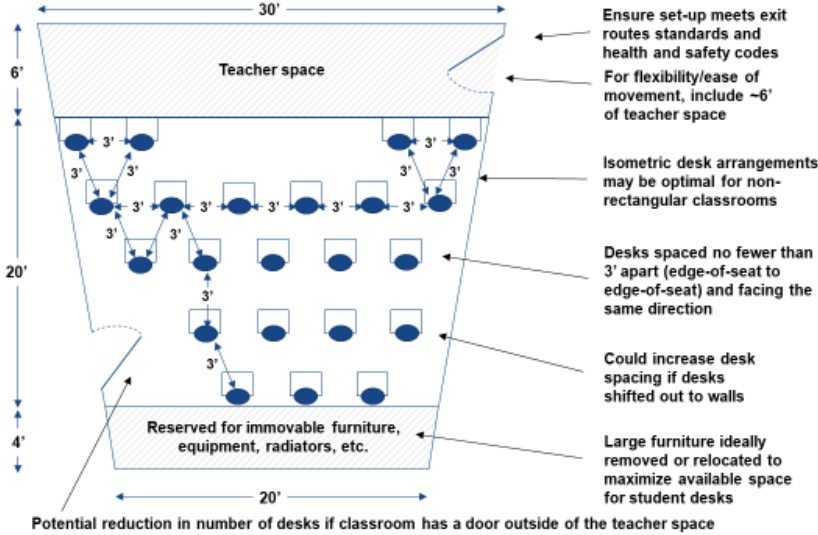 30’
Ensure set-up meets exit
routes standards and
health and safety codes
6’
Teacher space
For flexibility/ease of
movement, include ~6’
of teacher space
3’
3’
3’
3’
3’
3’
Isometric desk arrangements
may be optimal for non-
rectangular classrooms
3’
3’
3’
3’
3’
3’
3’
20’
Desks spaced no fewer than
3’ apart (edge-of-seat to
edge-of-seat) and facing the
same direction
3’
3’
Could increase desk
spacing if desks
shifted out to walls
4’
Reserved for immovable furniture,
equipment, radiators, etc.
Large furniture ideally
removed or relocated to
maximize available space
for student desks
20’
Potential reduction in number of desks if classroom has a door outside of the teacher space